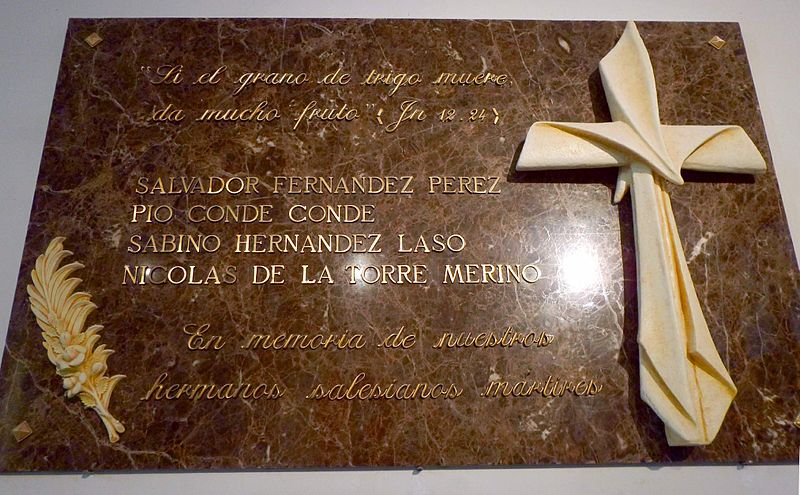 "Si el grano de trigo muere,
da mucho fruto" (Jn 12.24)
SALVADOR FERNANDEZ PEREZ
PIO CONDE CONDE
SABINO HERNANDEZ LASO
NICOLAS DE LA TORRE MERINO
En memoria de nuestros
hermanos salesianos martires